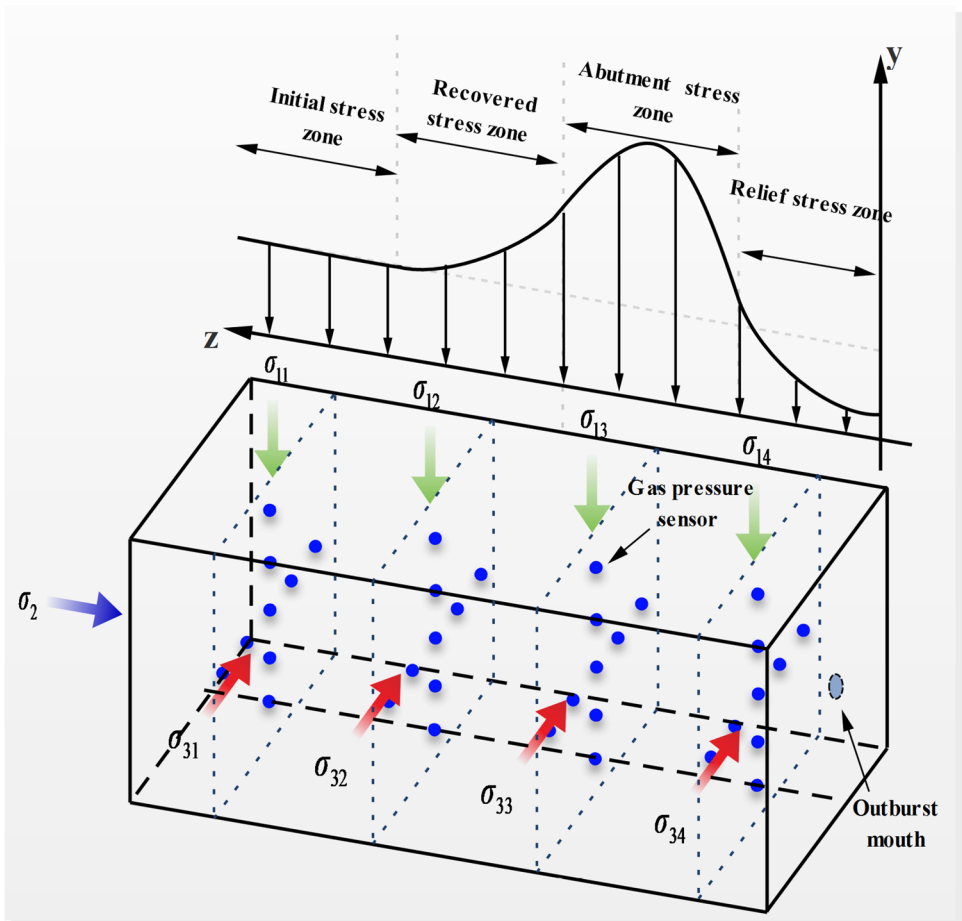 y
Abutment stress
zone
Recovered
stress zone
Initial stress
zone
Relief stress zone
z
σ11
σ12
σ13
σ14
Gas pressure
sensor
σ2
σ31
σ32
σ33
σ34
Outburst
mouth